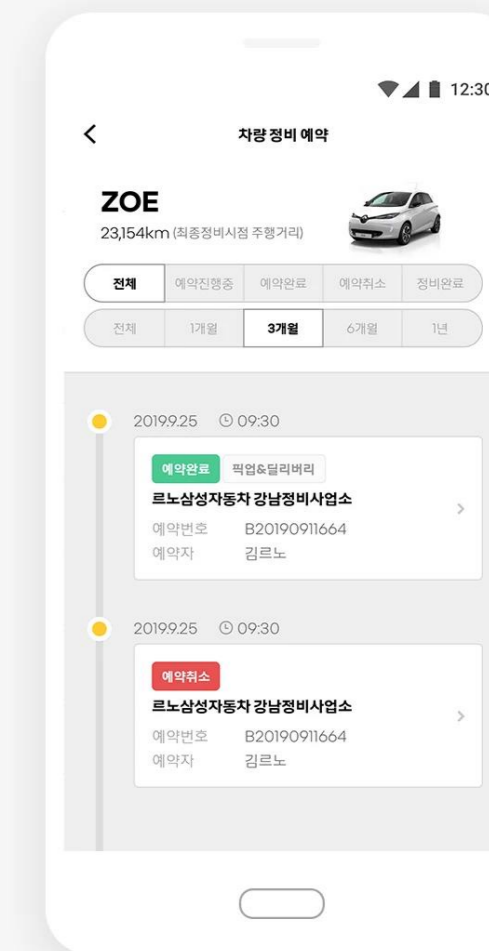 12:30
차량 정비 예약
ZOE
23,154km (최종정비시점 주행거리)
전체 예약진행중 예약완료 예약취소 정비완료
전체 1개월 3개월 6개월 1년
2019.9.25 09:30
예약완료 픽업&딜리버리
르노삼성자동차 강남정비사업소
예약번호 B20190911664
예약자 김르노
2019.9.25 09:30
예약취소
르노삼성자동차 강남정비사업소
예약번호 B20190911664
예약자 김르노